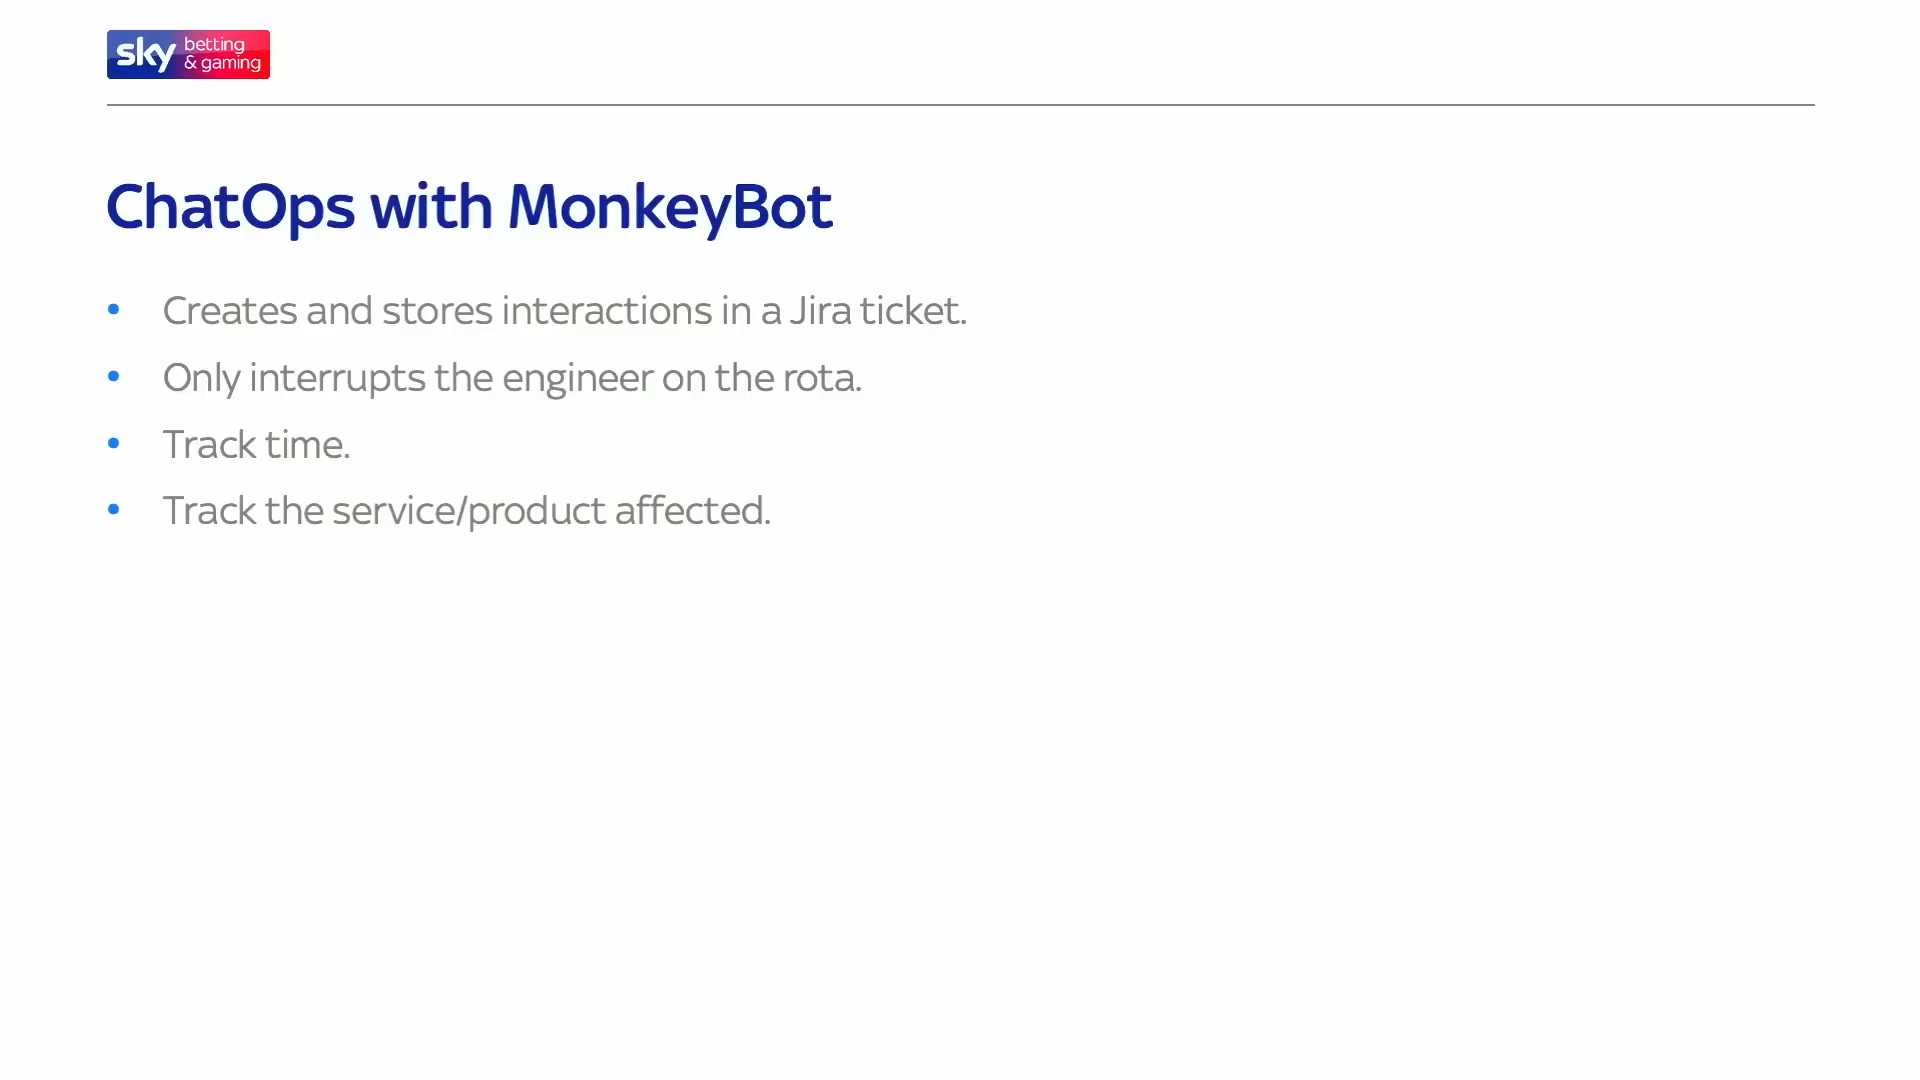 sky betting
& gaming
ChatOps with MonkeyBot
• Creates and stores interactions in a Jira ticket.
• Only interrupts the engineer on the rota.
• Track time.
• Track the service/product affected.